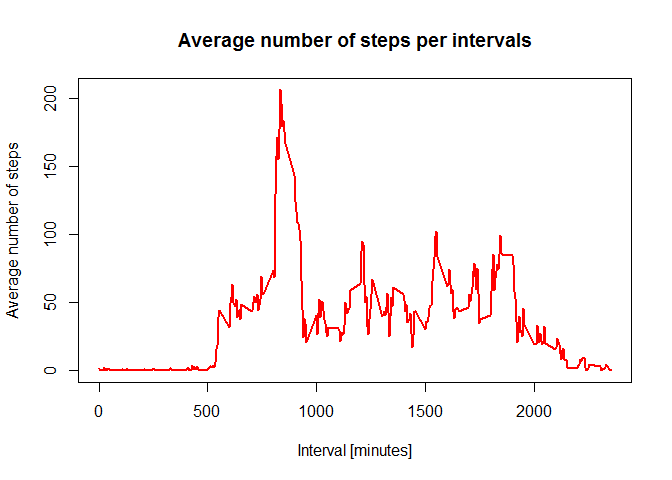 Average number of steps per intervals
Average number of steps
200
150
100
50
0
0 500 1000 1500 2000
Interval [minutes]